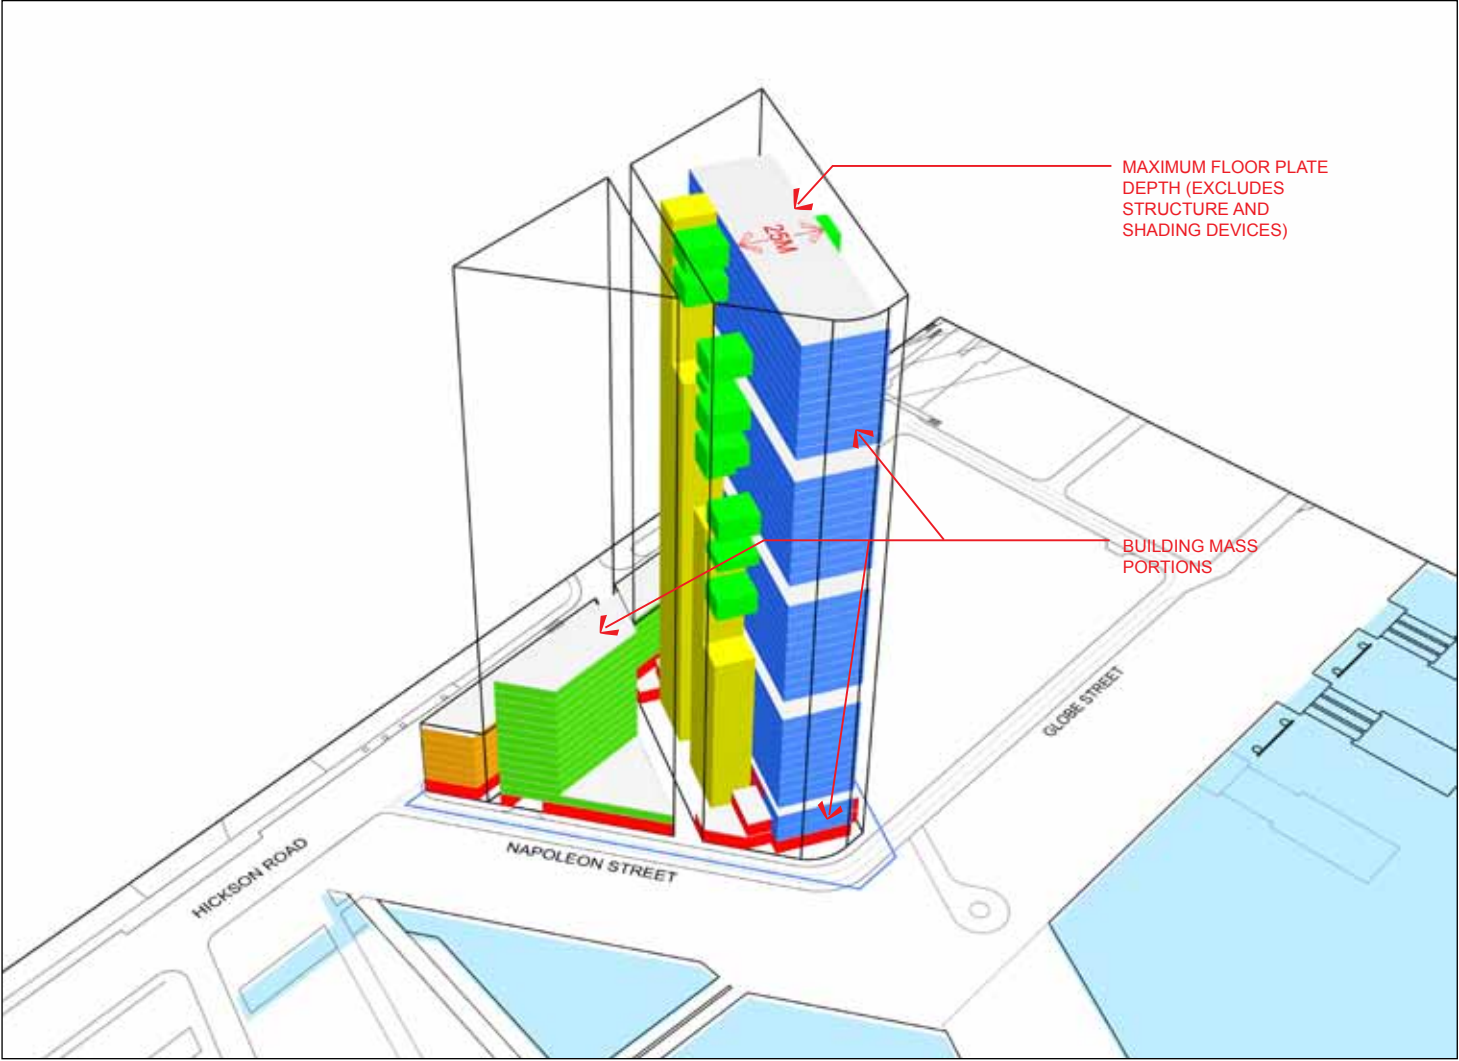 MAXIMUM FLOOR PLATE
DEPTH (EXCLUDES
STRUCTURE AND
SHADING DEVICES)
25M
BUILDING MASS
PORTIONS
GLOBE STREET
NAPOLEON STREET
HICKSON ROAD